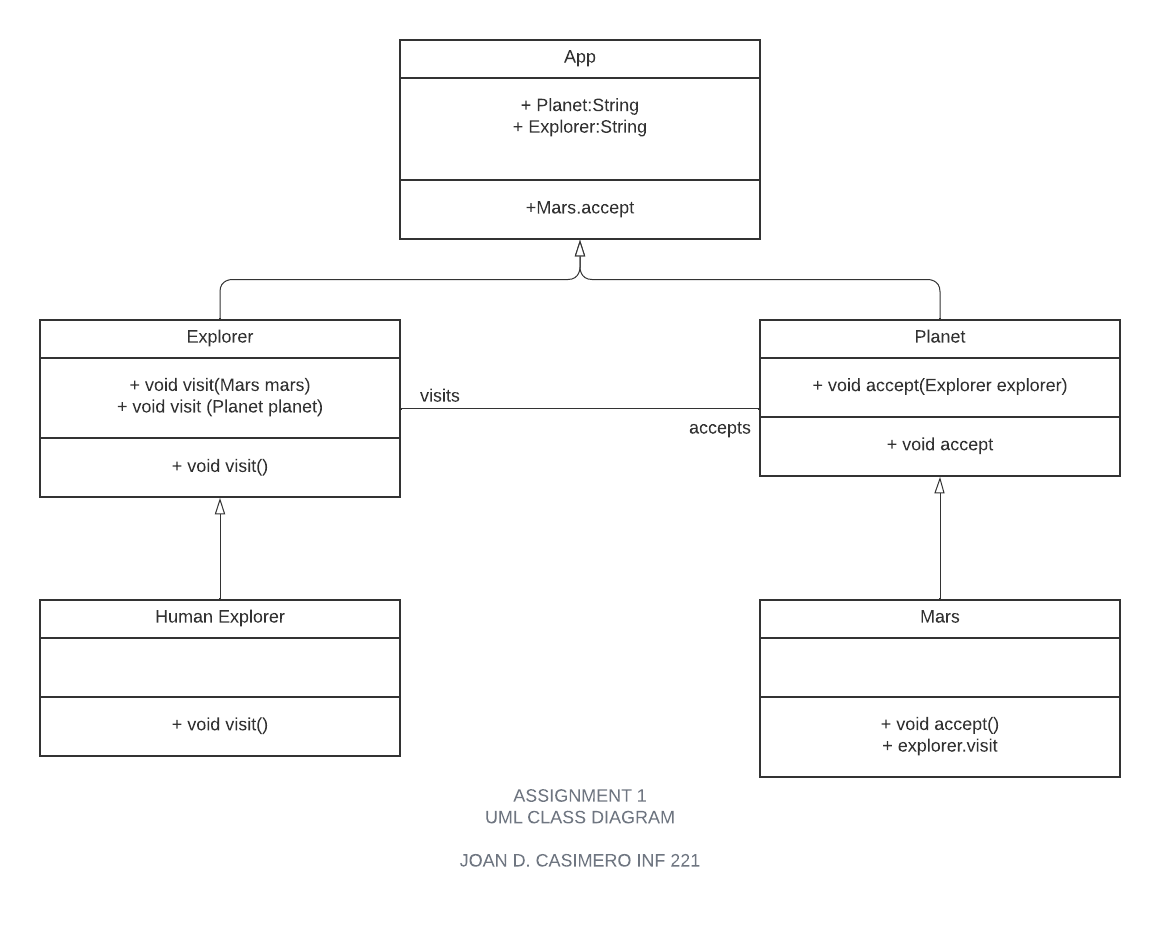 App
+ Planet:String
+ Explorer:String
+Mars.accept
Explorer
+ void visit(Mars mars)
+ void visit (Planet planet)
+ void visit()
visits
accepts
Planet
+ void accept(Explorer explorer)
+ void accept
Human Explorer
+ void visit()
Mars
+ void accept()
+ explorer.visit
ASSIGNMENT 1
UML CLASS DIAGRAM
JOAN D. CASIMERO INF 221